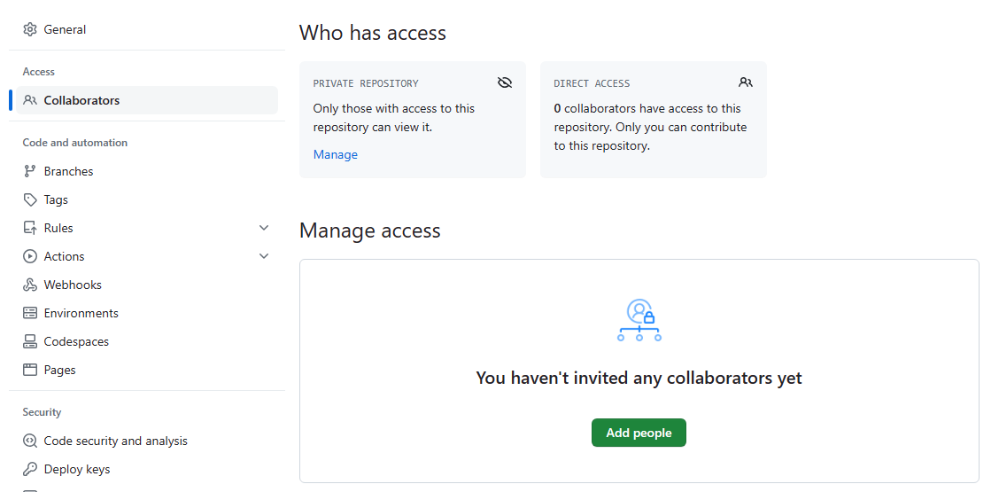 General
Access
Collaborators
Code and automation
Branches
Tags
Rules
Actions
Webhooks
Environments
Codespaces
Pages
Security
Code security and analysis
Deploy keys
Who has access
PRIVATE REPOSITORY
Only those with access to this
repository can view it.
Manage
DIRECT ACCESS
0 collaborators have access to this
repository. Only you can contribute
to this repository.
Manage access
You haven't invited any collaborators yet
Add people